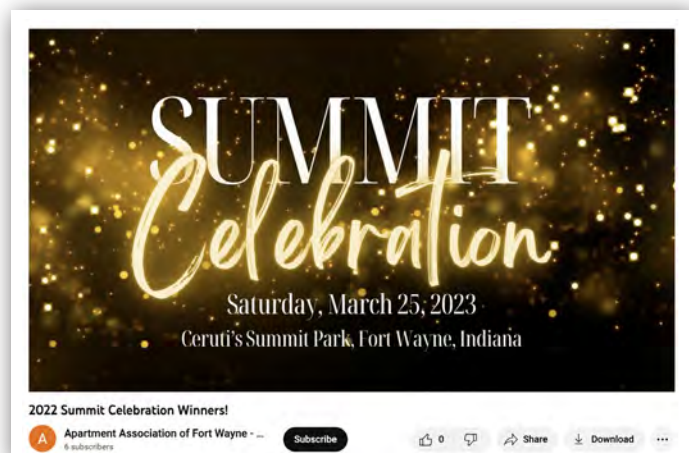 SUMMIT
Celebration
Saturday, March 25, 2023
Ceruti's Summit Park, Fort Wayne, Indiana
2022 Summit Celebration Winners!
A
Apartment Association of Fort Wayne - ...
6 subscribers
Subscribe
0
Share
Download
...